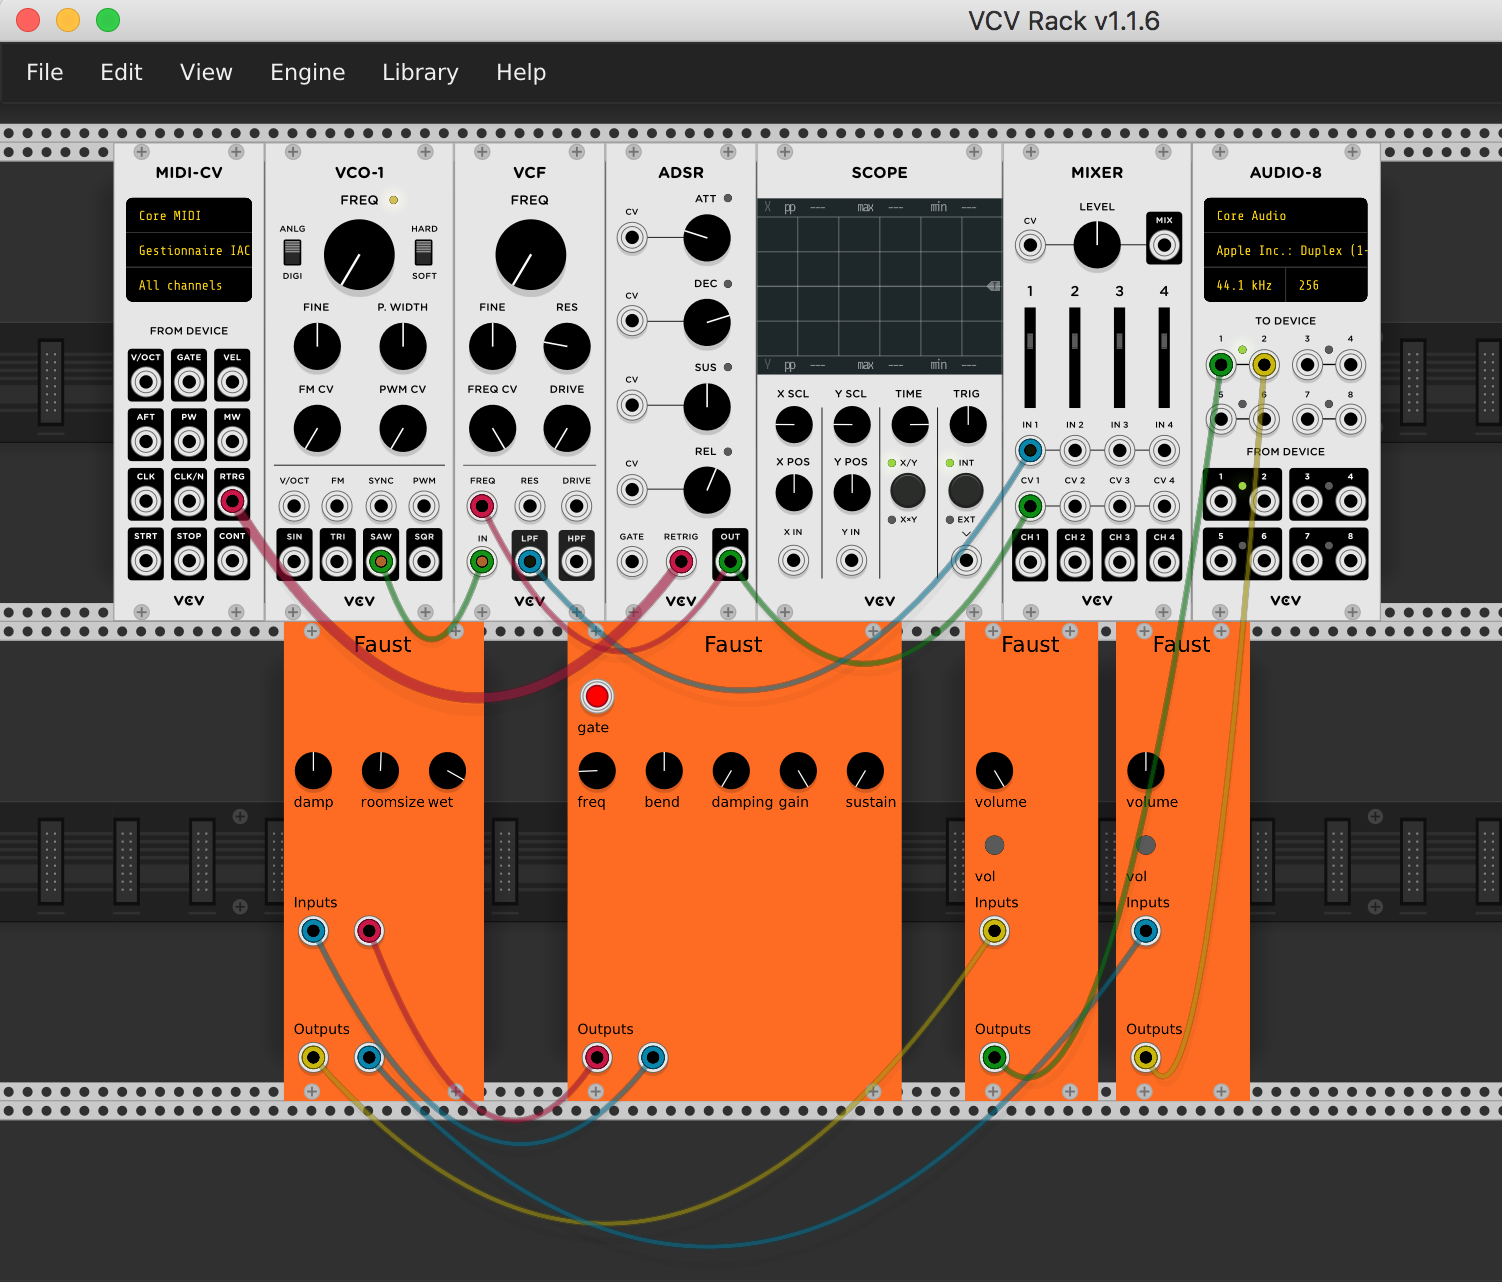 VCV Rack v1.1.6
File Edit View Engine Library Help
MIDI-CV
Core MIDI
Gestionnaire IAC
All channels
FROM DEVICE
V/OCT GATE VEL
AFT PW MW
CLK CLK/N RTRG
STRT STOP CONT
VCV
VCO-1
FREQ
ANLG HARD
DIGI SOFT
FINE P. WIDTH
FM CV PWM CV
V/OCT FM SYNC PWM
SIN TRI SAW SQR
VCV
VCF
FREQ
FINE RES
FREQ CV DRIVE
FREQ RES DRIVE
IN LPF HPF
VCV
ADSR
ATT
CV
DEC
CV
SUS
CV
REL
CV
GATE RETRIG OUT
VCV
SCOPE
X pp --- max --- min ---
T
Y pp --- max --- min ---
X SCL Y SCL TIME TRIG
X POS Y POS X/Y INT
X×Y EXT
X IN Y IN
VCV
MIXER
LEVEL
CV MIX
1 2 3 4
IN 1 IN 2 IN 3 IN 4
CV 1 CV 2 CV 3 CV 4
CH 1 CH 2 CH 3 CH 4
VCV
AUDIO-8
Core Audio
Apple Inc.: Duplex (1-
44.1 kHz 256
TO DEVICE
1 2 3 4
5 6 7 8
FROM DEVICE
1 2 3 4
5 6 7 8
VCV
Faust
damp roomsize wet
Inputs
Outputs
Faust
gate
freq bend damping gain sustain
Outputs
Faust
volume
vol
Inputs
Outputs
Faust
volume
vol
Inputs
Outputs